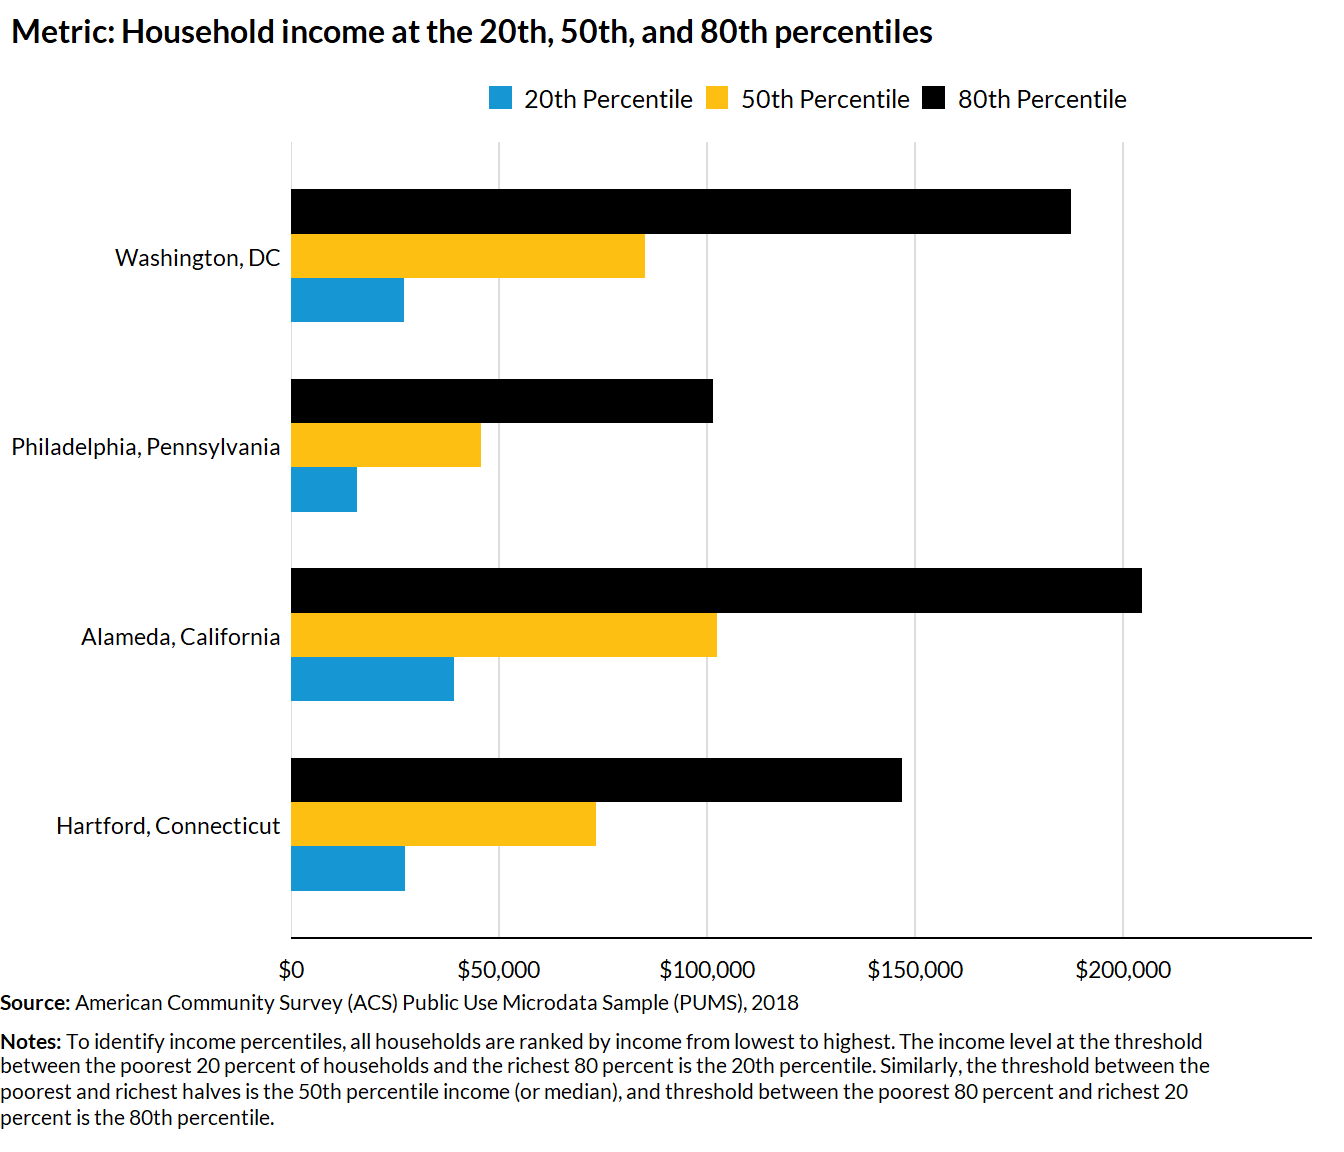 Metric: Household income at the 20th, 50th, and 80th percentiles
20th Percentile 50th Percentile 80th Percentile
Washington, DC
Philadelphia, Pennsylvania
Alameda, California
Hartford, Connecticut
$0 $50,000 $100,000 $150,000 $200,000
Source: American Community Survey (ACS) Public Use Microdata Sample (PUMS), 2018
Notes: To identify income percentiles, all households are ranked by income from lowest to highest. The income level at the threshold
between the poorest 20 percent of households and the richest 80 percent is the 20th percentile. Similarly, the threshold between the
poorest and richest halves is the 50th percentile income (or median), and threshold between the poorest 80 percent and richest 20
percent is the 80th percentile.